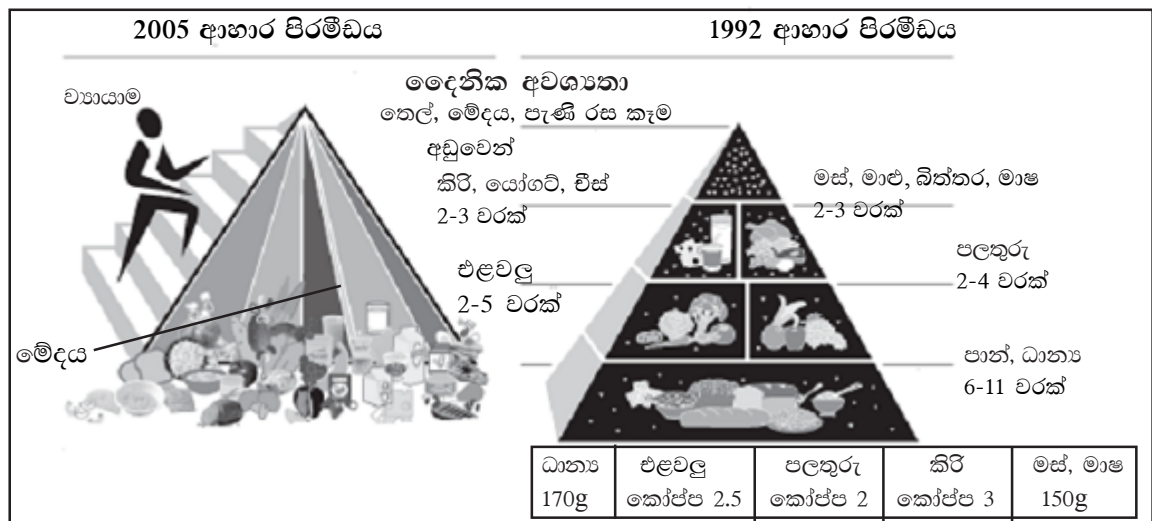 2005 ආහාර පිරමීඩය
1992 ආහාර පිරමීඩය
ව්‍යායාම
දෛනික අවශ්‍යතා
තෙල්, මේදය, පැණි රස කෑම
අඩුවෙන්
කිරි, යෝගට්, චීස්
2-3 වරක්
එළවලු
2-5 වරක්
මේදය
මස්, මාළු, බිත්තර, මාෂ
2-3 වරක්
පලතුරු
2-4 වරක්
පාන්, ධාන්‍ය
6-11 වරක්
ධාන්‍ය එළවලු පලතුරු කිරි මස්, මාෂ
170g කෝප්ප 2.5 කෝප්ප 2 කෝප්ප 3 150g